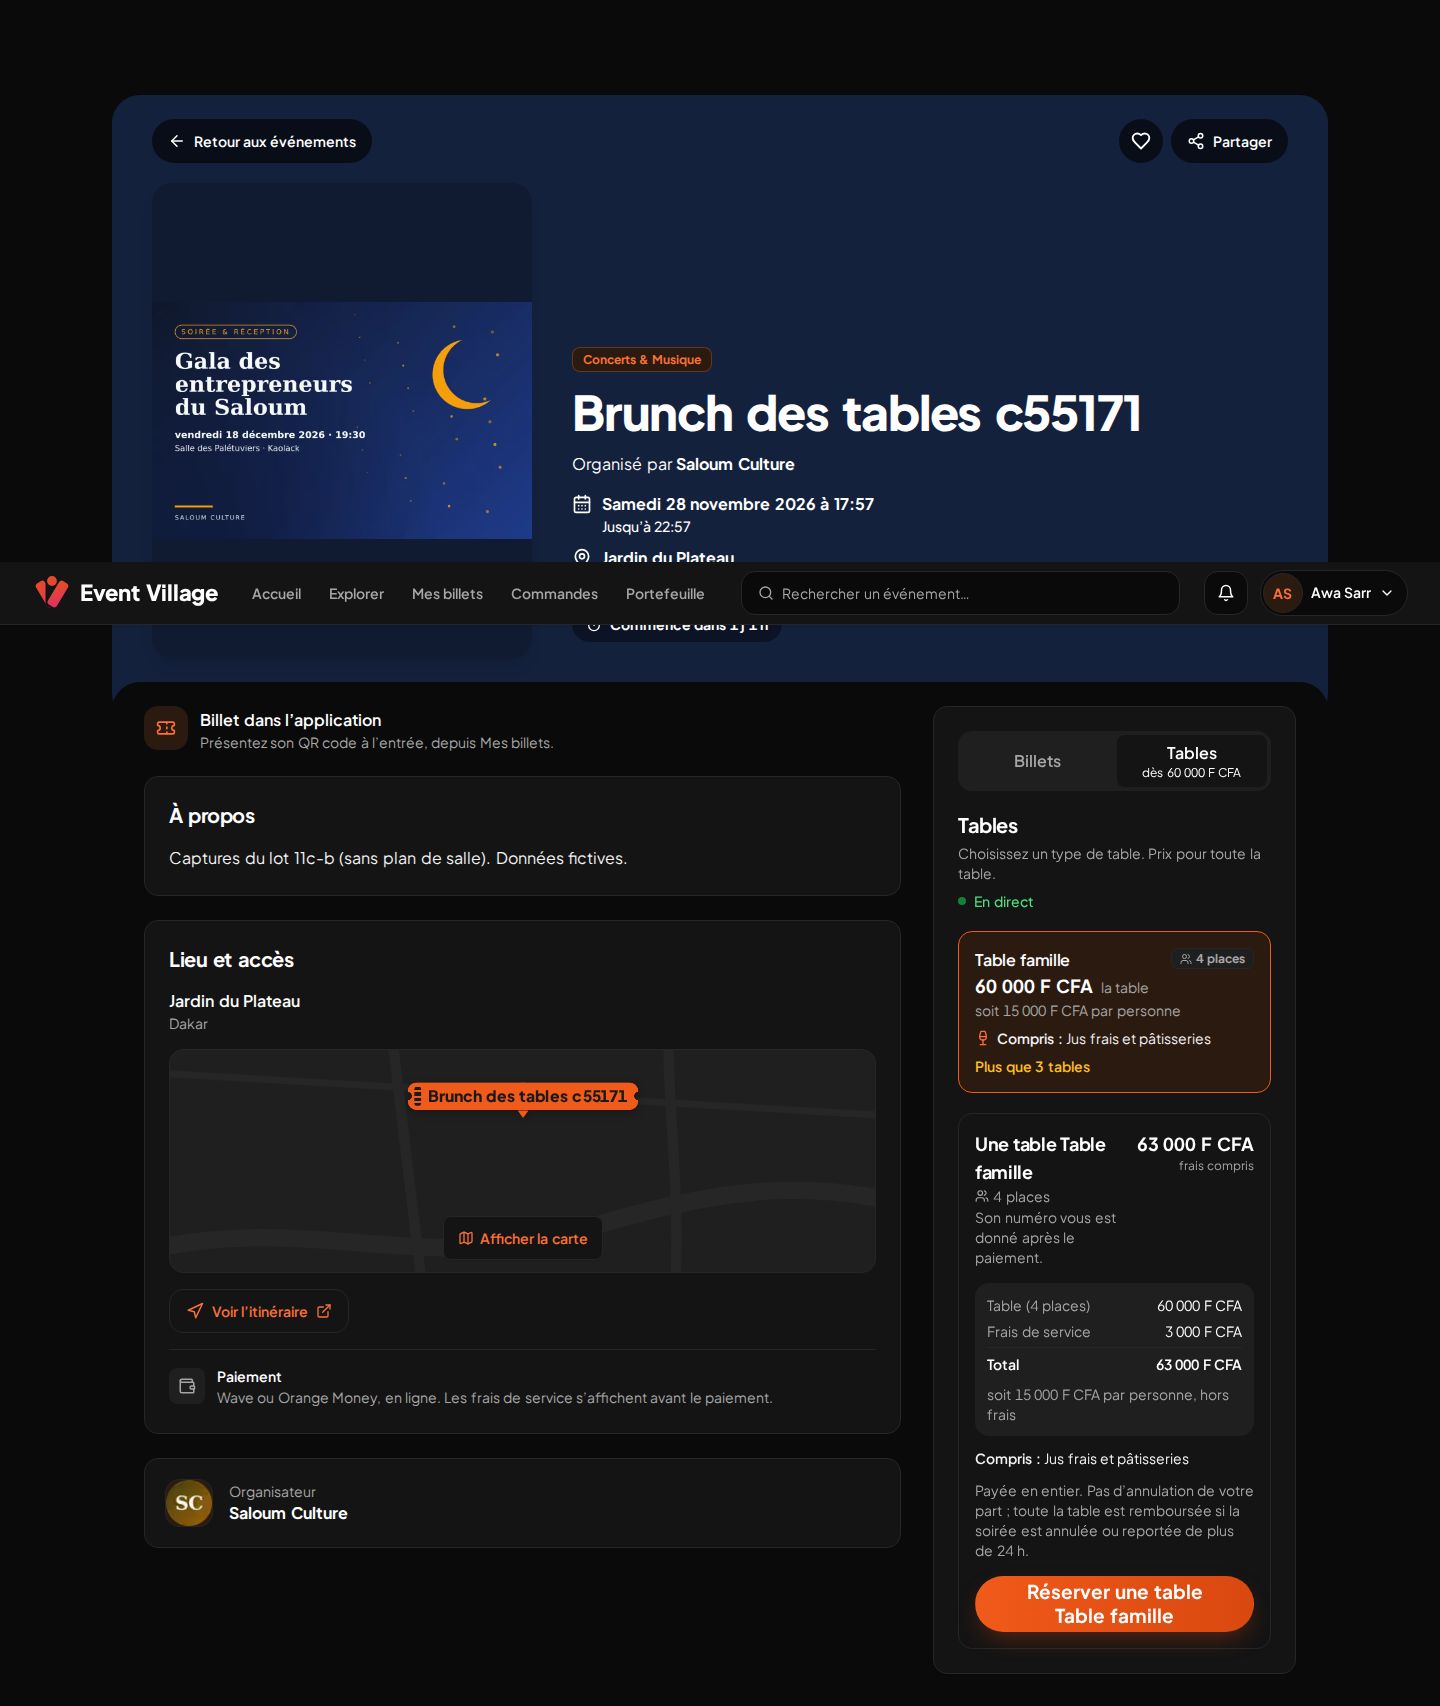 Retour aux événements
Partager
SOIRÉE & RÉCEPTION
Gala des
entrepreneurs
du Saloum
vendredi 18 décembre 2026 · 19:30
Salle des Palétuviers · Kaolack
SALOUM CULTURE
Concerts & Musique
Brunch des tables c55171
Organisé par Saloum Culture
Samedi 28 novembre 2026 à 17:57
Jusqu’à 22:57
Jardin du Plateau
Event Village
Accueil
Explorer
Mes billets
Commandes
Portefeuille
Rechercher un événement...
AS
Awa Sarr
Commence dans 1 j 1 h
Billet dans l’application
Présentez son QR code à l’entrée, depuis Mes billets.
À propos
Captures du lot 11c-b (sans plan de salle). Données fictives.
Lieu et accès
Jardin du Plateau
Dakar
Brunch des tables c55171
Afficher la carte
Voir l’itinéraire
Paiement
Wave ou Orange Money, en ligne. Les frais de service s’affichent avant le paiement.
SC
Organisateur
Saloum Culture
Billets
Tables
dès 60 000 F CFA
Tables
Choisissez un type de table. Prix pour toute la
table.
En direct
Table famille
4 places
60 000 F CFA la table
soit 15 000 F CFA par personne
Compris : Jus frais et pâtisseries
Plus que 3 tables
Une table Table
famille
63 000 F CFA
frais compris
4 places
Son numéro vous est
donné après le
paiement.
Table (4 places) 60 000 F CFA
Frais de service 3 000 F CFA
Total 63 000 F CFA
soit 15 000 F CFA par personne, hors
frais
Compris : Jus frais et pâtisseries
Payée en entier. Pas d’annulation de votre
part ; toute la table est remboursée si la
soirée est annulée ou reportée de plus
de 24 h.
Réserver une table
Table famille